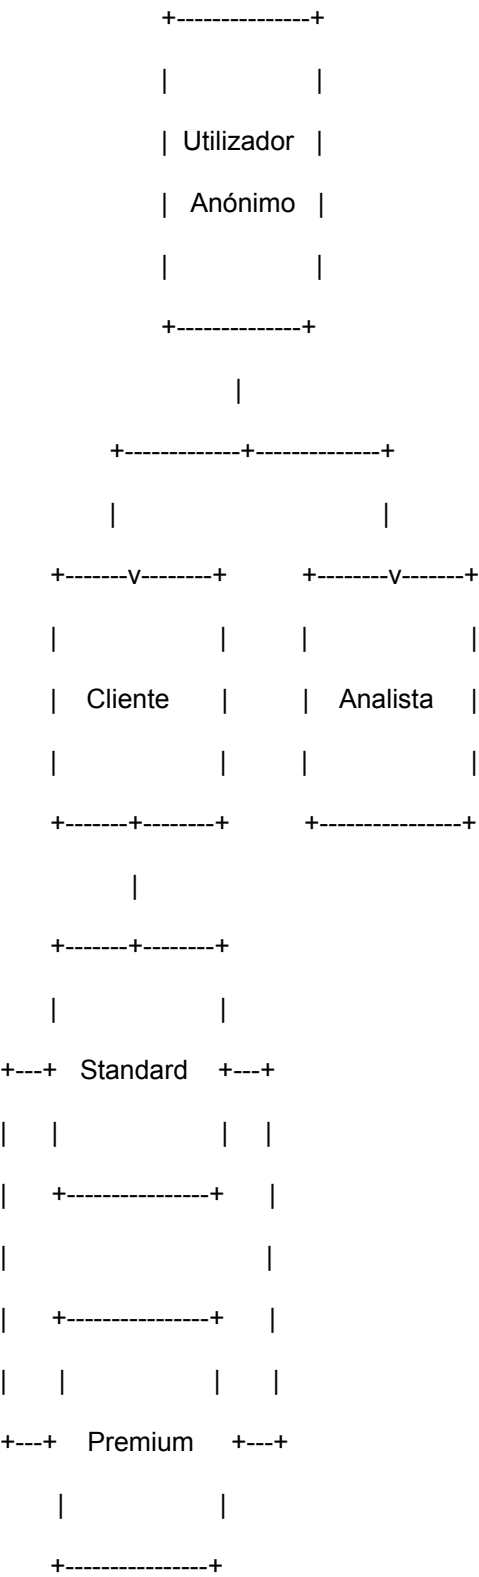 +---------------+
| |
| Utilizador |
| Anónimo |
| |
+--------------+
|
+-------------+--------------+
| |
+-------v--------+ +--------v-------+
| | | |
| Cliente | | Analista |
| | | |
+-------+--------+ +----------------+
|
+-------+--------+
| |
+---+ Standard +---+
| | | |
| +----------------+ |
| |
| +----------------+ |
| | | |
+---+ Premium +---+
| |
+----------------+